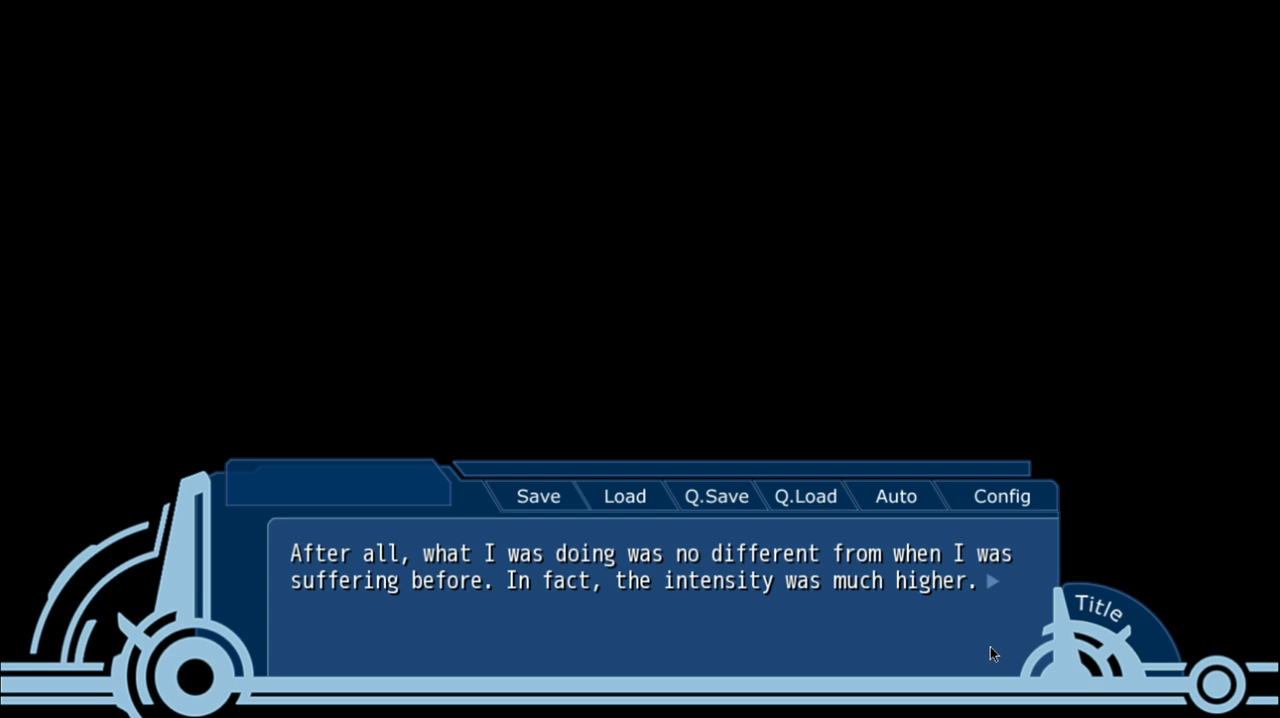 Save Load Q.Save Q.Load Auto Config
After all, what I was doing was no different from when I was
suffering before. In fact, the intensity was much higher.
Title